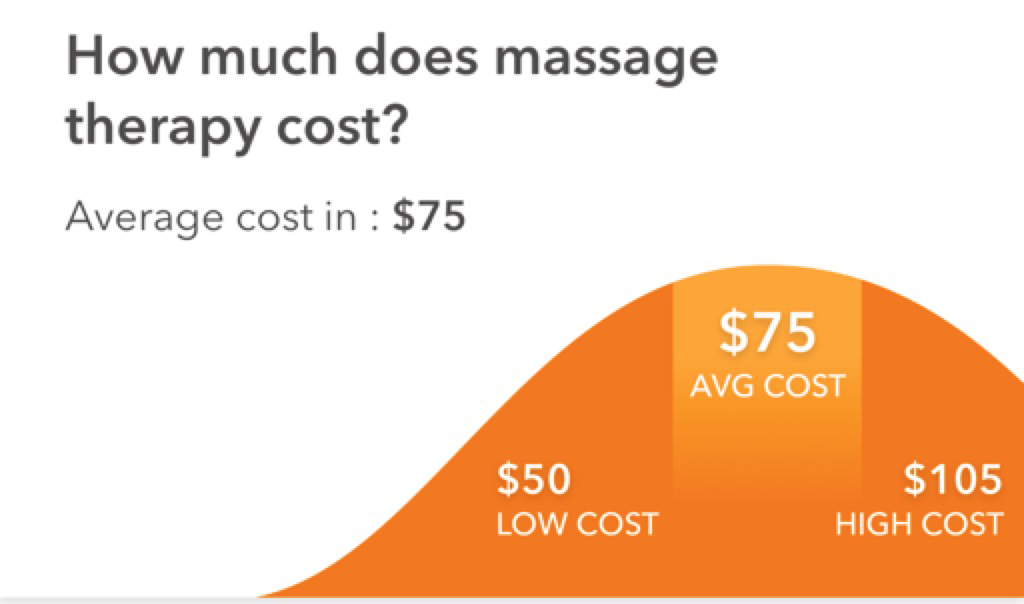 How much does massage
therapy cost?
Average cost in : $75
$75
AVG COST
$50
LOW COST
$105
HIGH COST